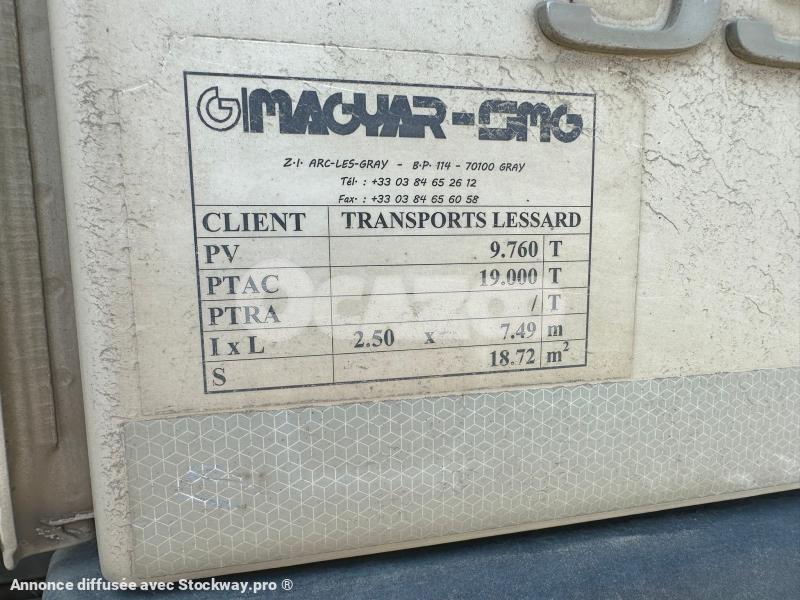 MAGYAR-SMG
Z.I. ARC-LES-GRAY - B.P. 114 - 70100 GRAY
Tél. : +33 03 84 65 26 12
Fax. : +33 03 84 65 60 58
CLIENT TRANSPORTS LESSARD
PV 9.760 T
PTAC 19.000 T
PTRA / T
I x L 2.50 x 7.49 m
S 18.72 m²
OCAZOO
Annonce diffusée avec Stockway.pro ®